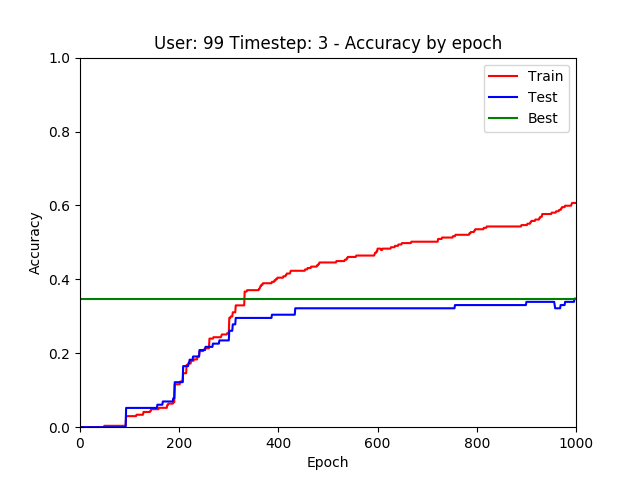 User: 99 Timestep: 3 - Accuracy by epoch
1.0
0.8
0.6
0.4
0.2
0.0
Accuracy
Train
Test
Best
0 200 400 600 800 1000
Epoch